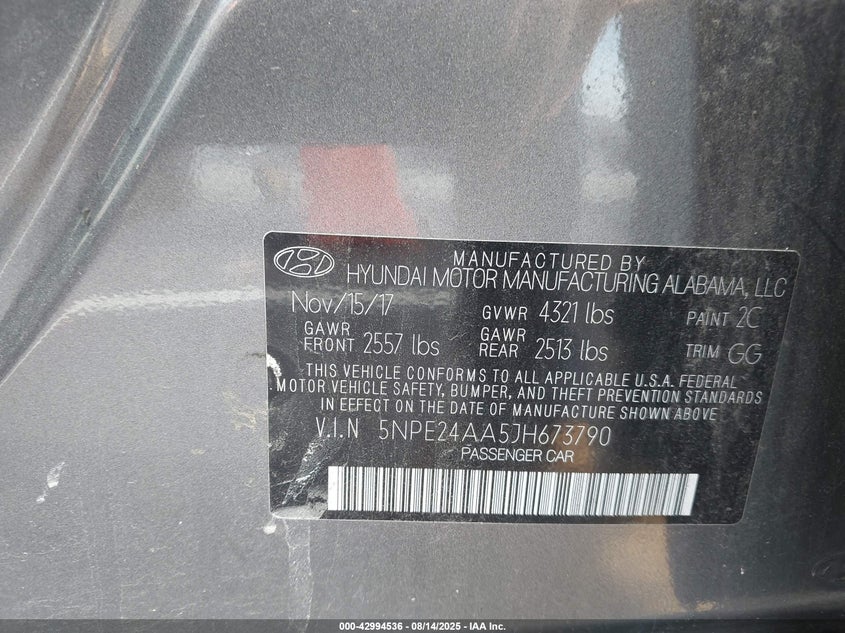 MANUFACTURED BY
HYUNDAI MOTOR MANUFACTURING ALABAMA, LLC
Nov/15/17 GVWR 4321 lbs PAINT 2C
GAWR FRONT 2557 lbs GAWR REAR 2513 lbs TRIM GG
THIS VEHICLE CONFORMS TO ALL APPLICABLE U.S.A. FEDERAL
MOTOR VEHICLE SAFETY, BUMPER, AND THEFT PREVENTION STANDARDS
IN EFFECT ON THE DATE OF MANUFACTURE SHOWN ABOVE
V.I.N 5NPE24AA5JH673790
PASSENGER CAR
000-42994536 - 08/14/2025 - IAA Inc.